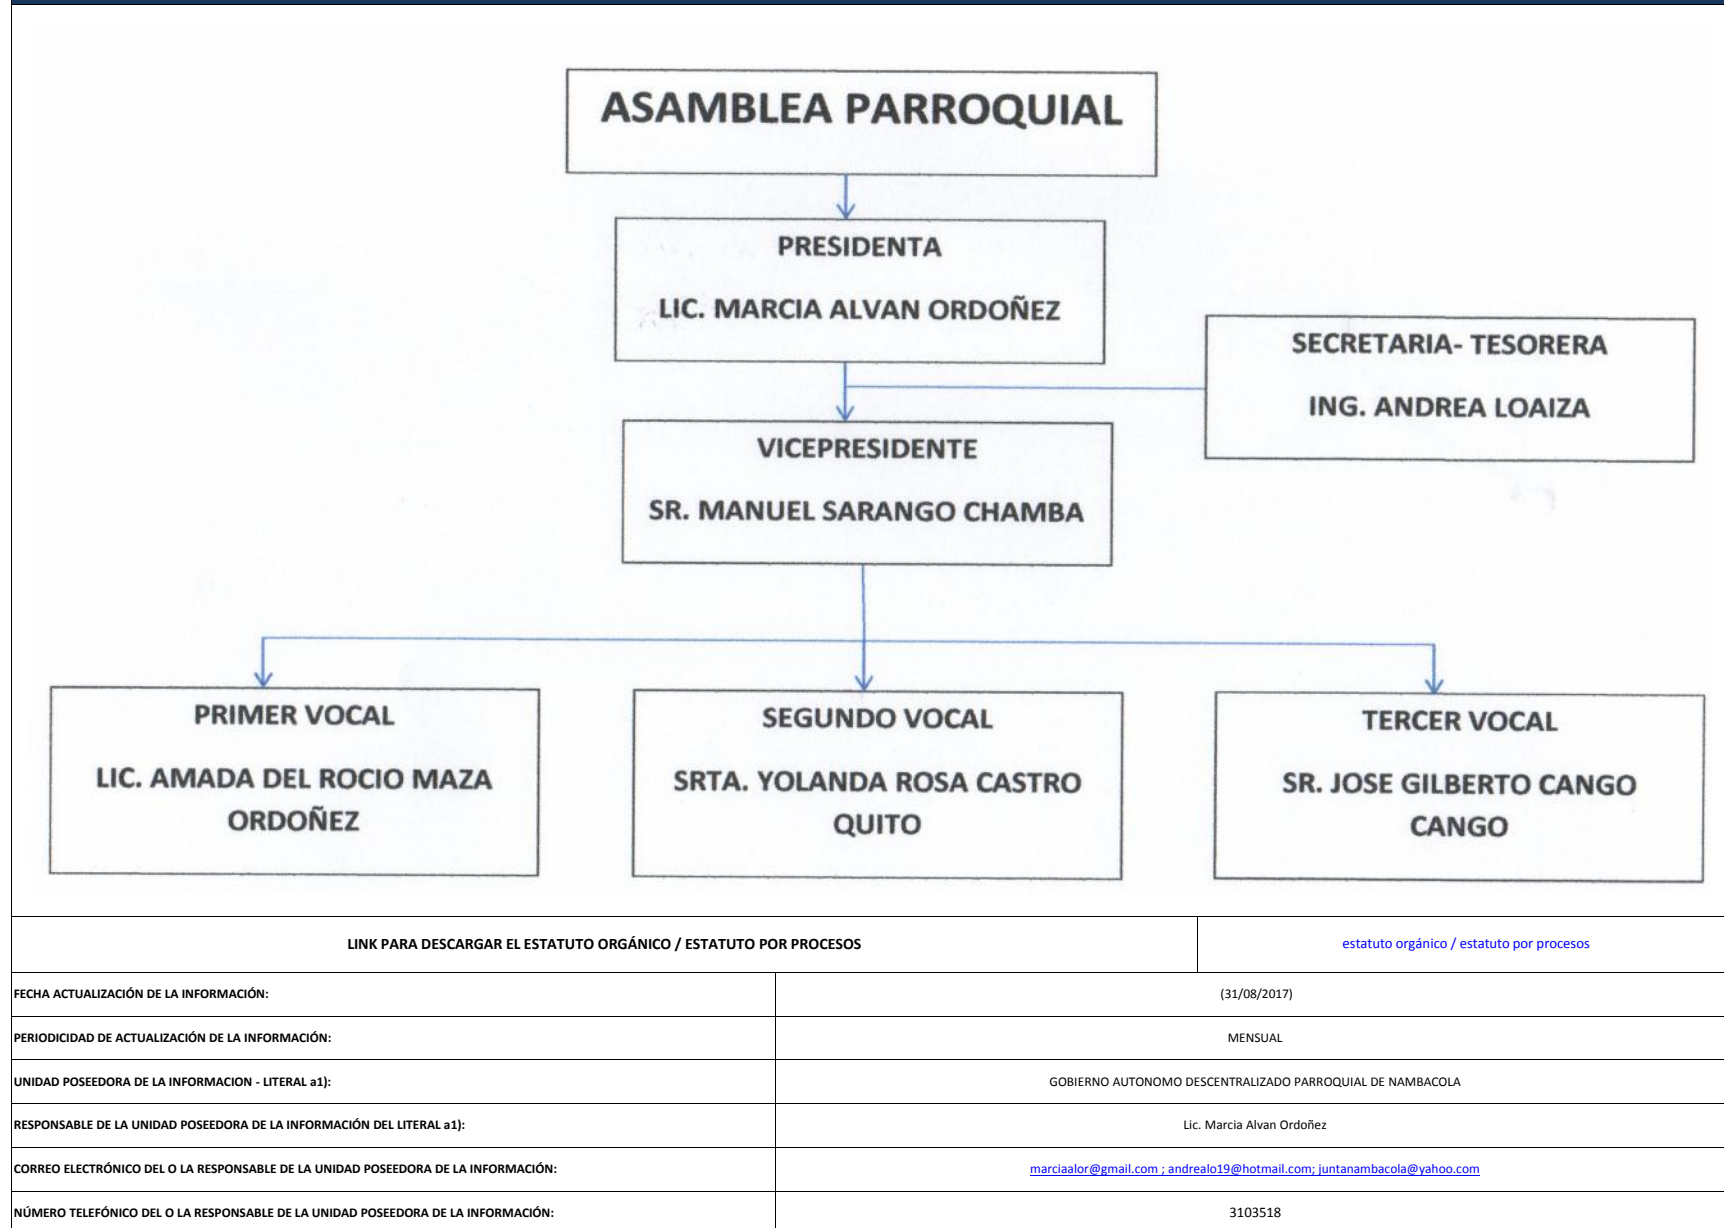 ASAMBLEA PARROQUIAL
PRESIDENTA
LIC. MARCIA ALVAN ORDOÑEZ
SECRETARIA- TESORERA
ING. ANDREA LOAIZA
VICEPRESIDENTE
SR. MANUEL SARANGO CHAMBA
PRIMER VOCAL
LIC. AMADA DEL ROCIO MAZA
ORDOÑEZ
SEGUNDO VOCAL
SRTA. YOLANDA ROSA CASTRO
QUITO
TERCER VOCAL
SR. JOSE GILBERTO CANGO
CANGO
LINK PARA DESCARGAR EL ESTATUTO ORGÁNICO / ESTATUTO POR PROCESOS
estatuto orgánico / estatuto por procesos
FECHA ACTUALIZACIÓN DE LA INFORMACIÓN:
(31/08/2017)
PERIODICIDAD DE ACTUALIZACIÓN DE LA INFORMACIÓN:
MENSUAL
UNIDAD POSEEDORA DE LA INFORMACION - LITERAL a1):
GOBIERNO AUTONOMO DESCENTRALIZADO PARROQUIAL DE NAMBACOLA
RESPONSABLE DE LA UNIDAD POSEEDORA DE LA INFORMACIÓN DEL LITERAL a1):
Lic. Marcia Alvan Ordoñez
CORREO ELECTRÓNICO DEL O LA RESPONSABLE DE LA UNIDAD POSEEDORA DE LA INFORMACIÓN:
marciaalor@gmail.com ; andrealo19@hotmail.com; juntanambacola@yahoo.com
NÚMERO TELEFÓNICO DEL O LA RESPONSABLE DE LA UNIDAD POSEEDORA DE LA INFORMACIÓN:
3103518